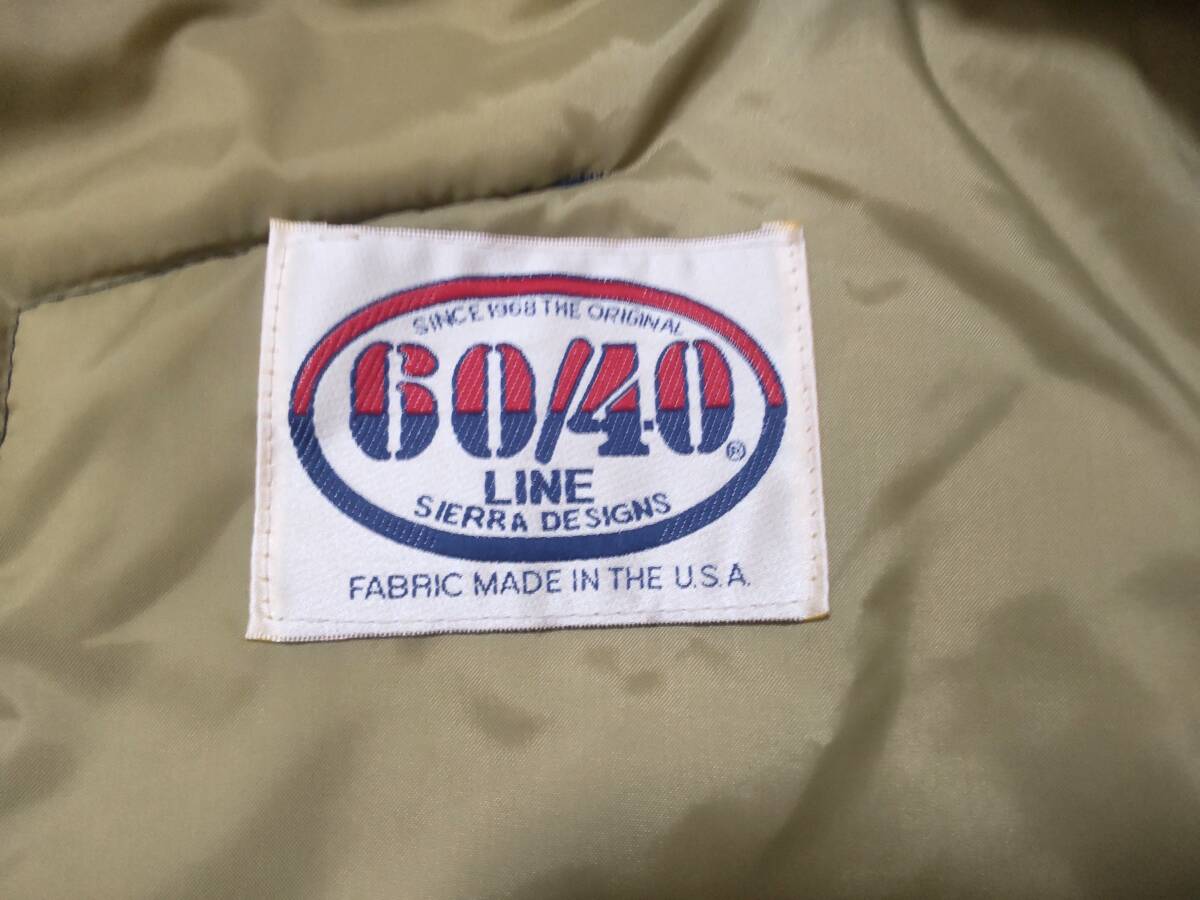 SINCE 1968 THE ORIGINAL
60/40®
LINE
SIERRA DESIGNS
FABRIC MADE IN THE U.S.A.